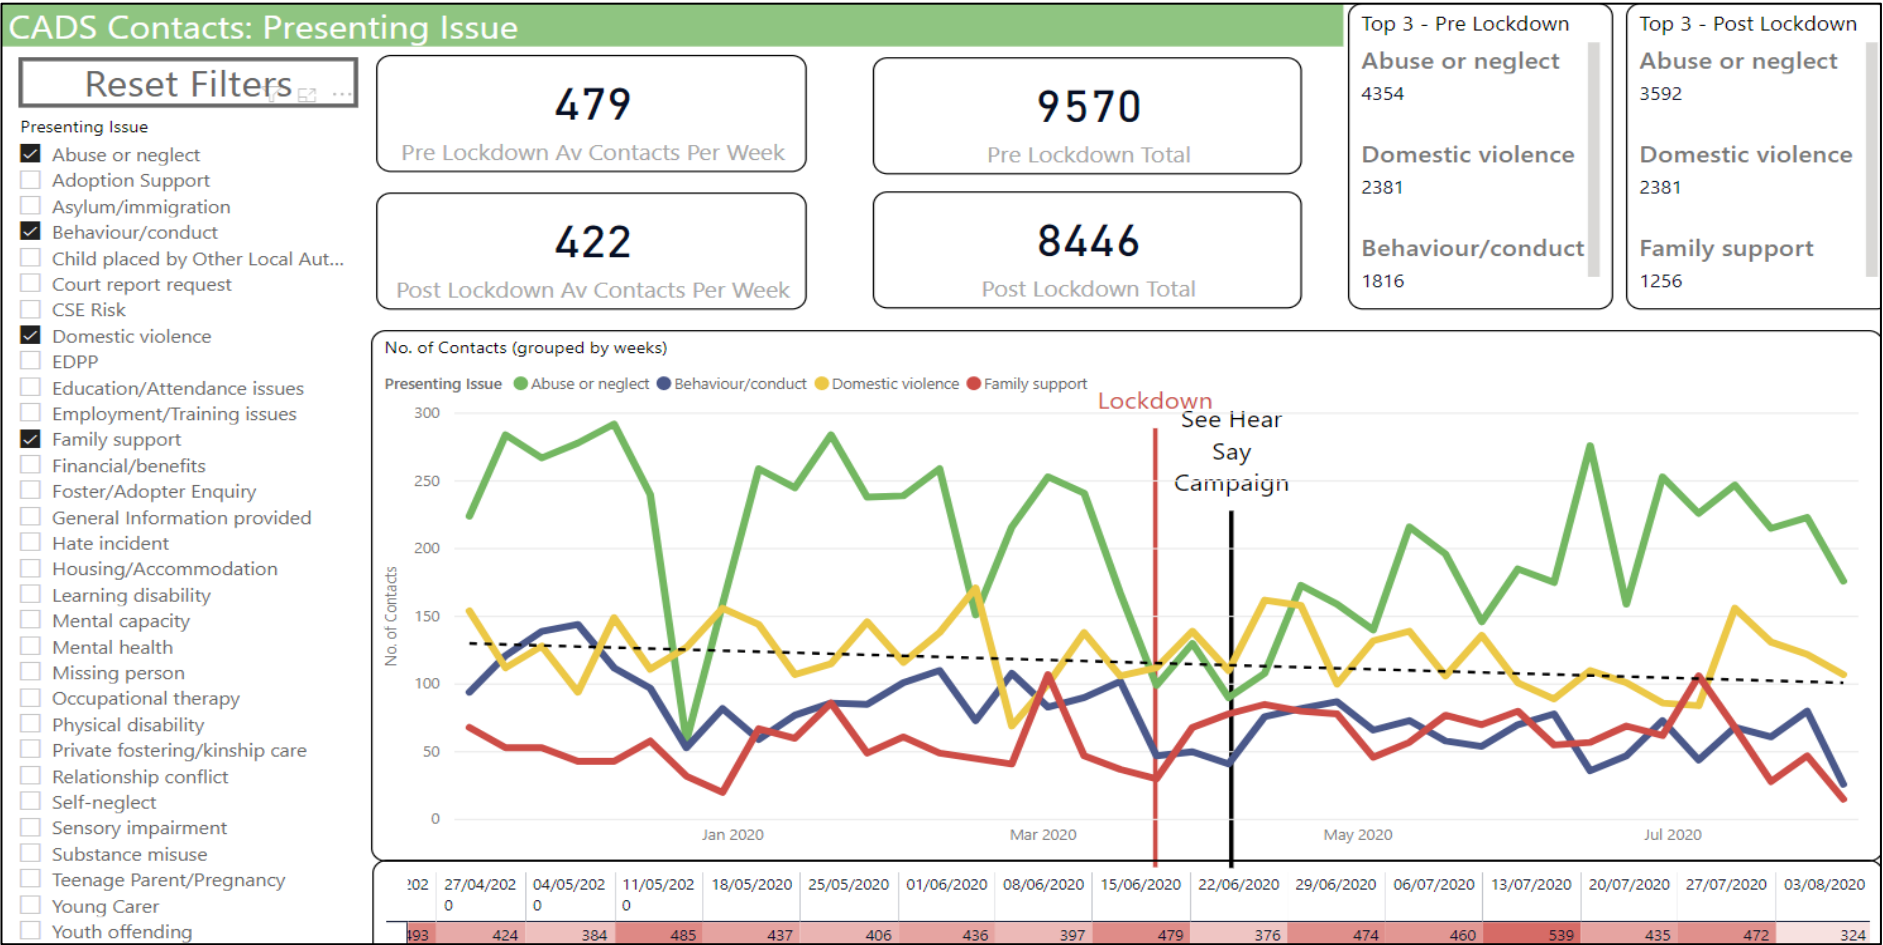 CADS Contacts: Presenting Issue
Reset Filters
Presenting Issue
Abuse or neglect
Adoption Support
Asylum/immigration
Behaviour/conduct
Child placed by Other Local Aut...
Court report request
CSE Risk
Domestic violence
EDPP
Education/Attendance issues
Employment/Training issues
Family support
Financial/benefits
Foster/Adopter Enquiry
General Information provided
Hate incident
Housing/Accommodation
Learning disability
Mental capacity
Mental health
Missing person
Occupational therapy
Physical disability
Private fostering/kinship care
Relationship conflict
Self-neglect
Sensory impairment
Substance misuse
Teenage Parent/Pregnancy
Young Carer
Youth offending
479
Pre Lockdown Av Contacts Per Week
9570
Pre Lockdown Total
422
Post Lockdown Av Contacts Per Week
8446
Post Lockdown Total
Top 3 - Pre Lockdown
Abuse or neglect
4354
Domestic violence
2381
Behaviour/conduct
1816
Top 3 - Post Lockdown
Abuse or neglect
3592
Domestic violence
2381
Family support
1256
No. of Contacts (grouped by weeks)
Presenting Issue Abuse or neglect Behaviour/conduct Domestic violence Family support
Lockdown
See Hear
Say
Campaign
No. of Contacts
300
250
200
150
100
50
0
Jan 2020 Mar 2020 May 2020 Jul 2020
202 27/04/202 04/05/202 11/05/202 18/05/2020 25/05/2020 01/06/2020 08/06/2020 15/06/2020 22/06/2020 29/06/2020 06/07/2020 13/07/2020 20/07/2020 27/07/2020 03/08/2020
0 0 0
493 424 384 485 437 406 436 397 479 376 474 460 539 435 472 324